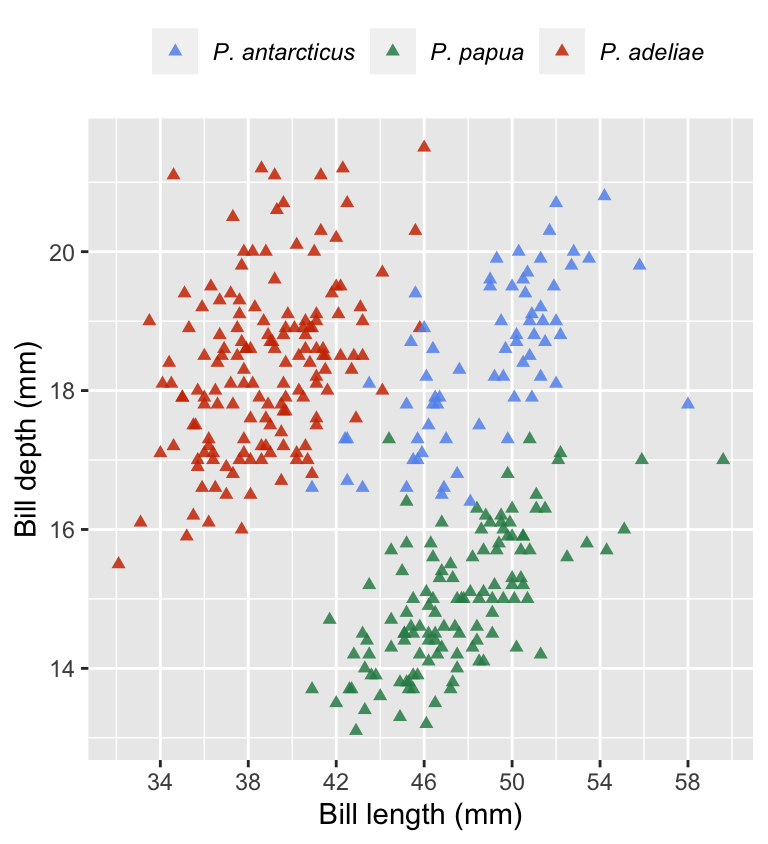 P. antarcticus P. papua P. adeliae
20
18
16
14
Bill depth (mm)
34 38 42 46 50 54 58
Bill length (mm)